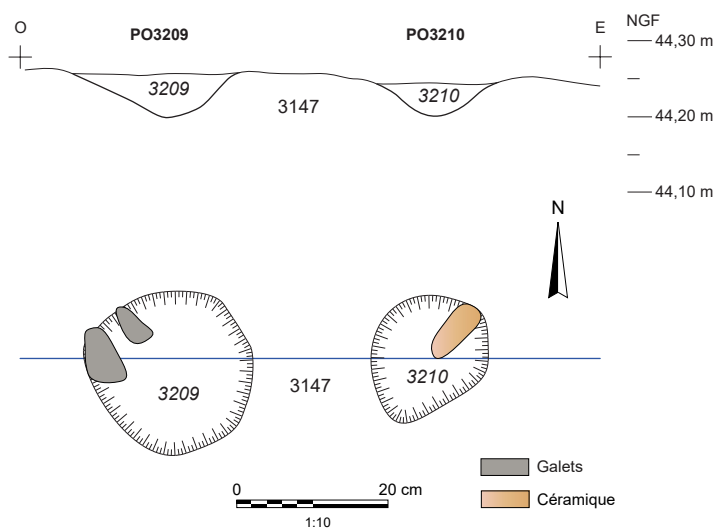 O
PO3209
PO3210
E
NGF
44,30 m
3209
3210
3147
44,20 m
44,10 m
N
3209
3147
3210
Galets
0
20 cm
Céramique
1:10